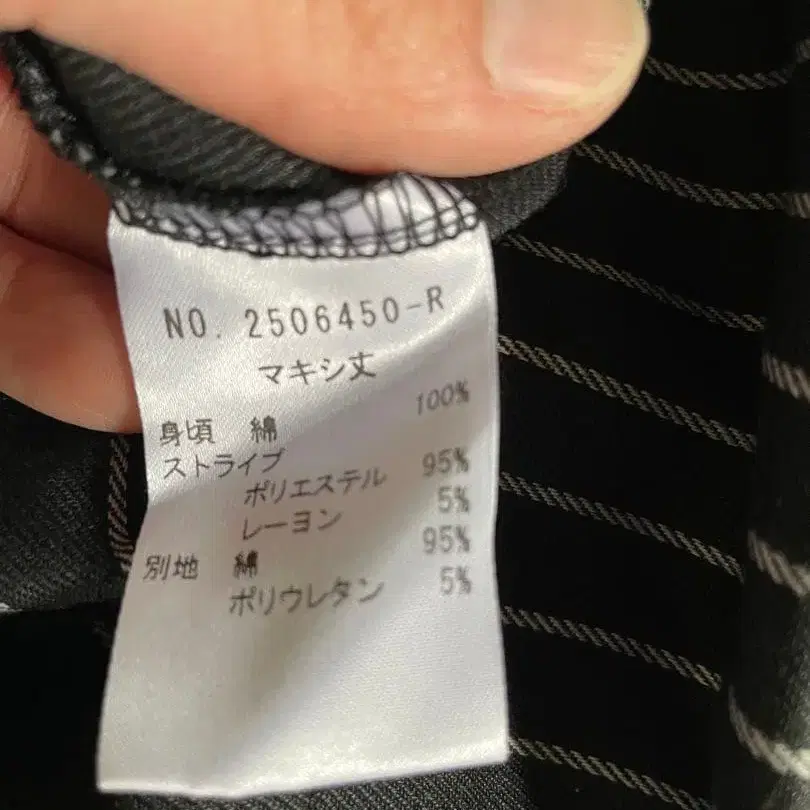 NO. 2506450-R
マキシ丈
身頃 綿 100%
ストライプ
ポリエステル 95%
レーヨン 5%
別地 綿 95%
ポリウレタン 5%